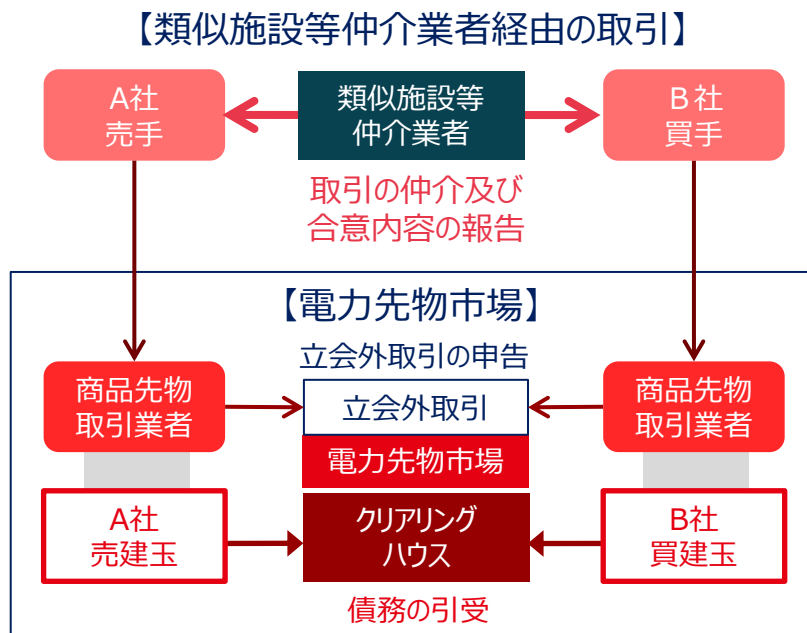 【類似施設等仲介業者経由の取引】
A社
売手
類似施設等
仲介業者
B社
買手
取引の仲介及び
合意内容の報告
【電力先物市場】
立会外取引の申告
商品先物
取引業者
立会外取引
電力先物市場
商品先物
取引業者
A社
売建玉
クリアリング
ハウス
B社
買建玉
債務の引受